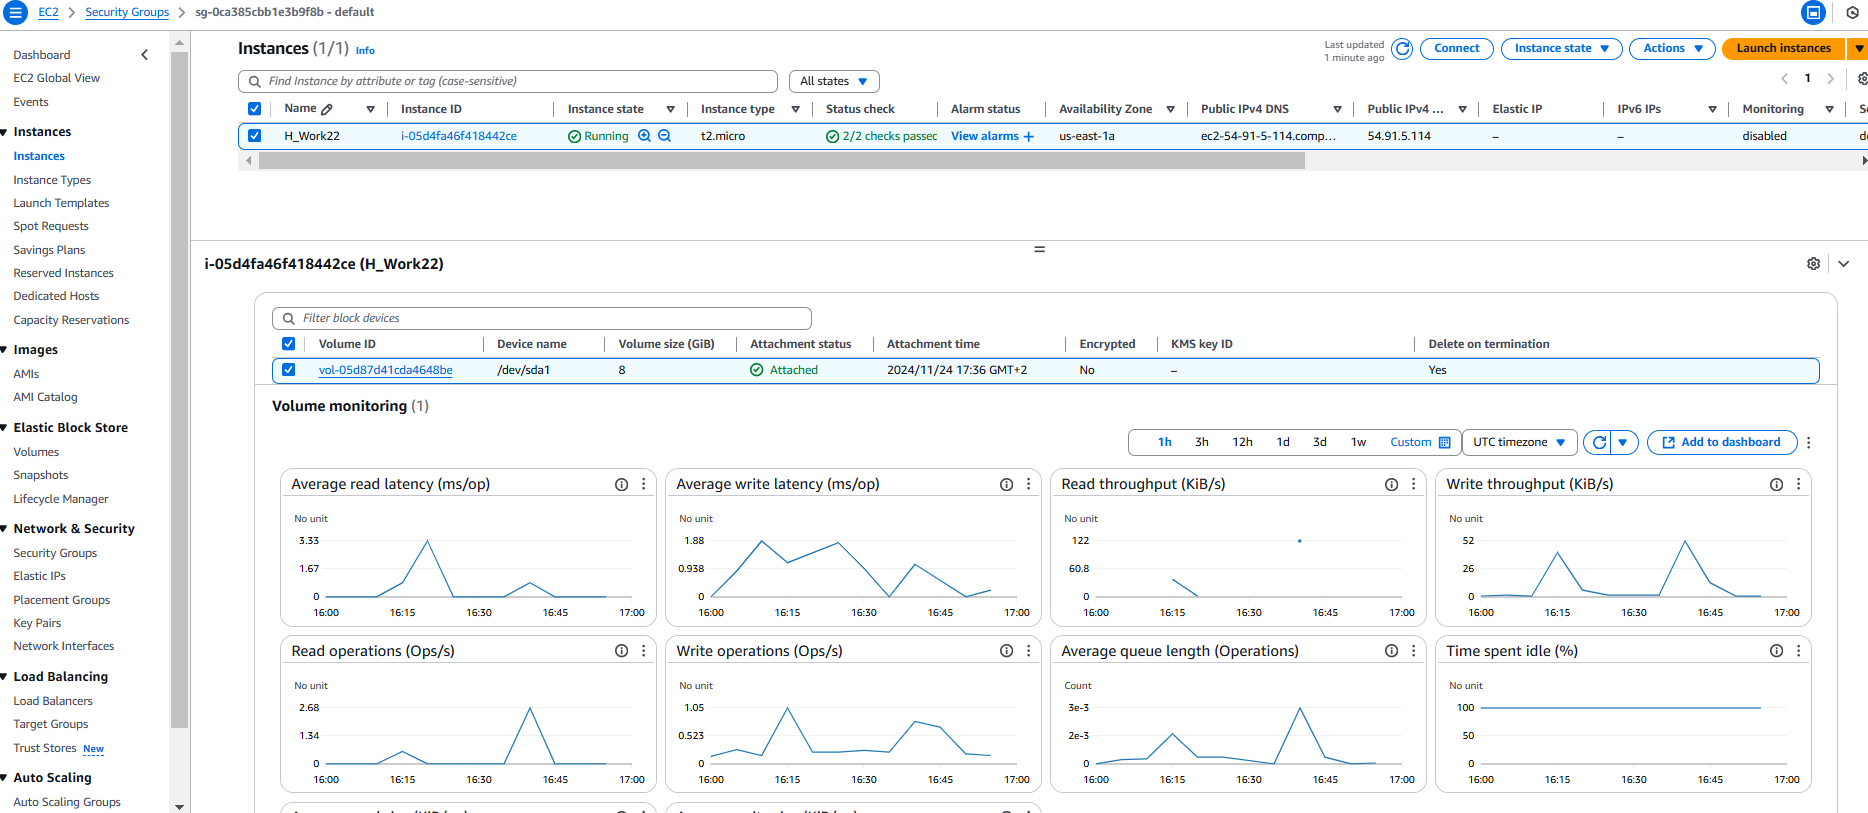 EC2 > Security Groups > sg-0ca385cbb1e3b9f8b - default
Dashboard
EC2 Global View
Events
Instances
Instances
Instance Types
Launch Templates
Spot Requests
Savings Plans
Reserved Instances
Dedicated Hosts
Capacity Reservations
Images
AMIs
AMI Catalog
Elastic Block Store
Volumes
Snapshots
Lifecycle Manager
Network & Security
Security Groups
Elastic IPs
Placement Groups
Key Pairs
Network Interfaces
Load Balancing
Load Balancers
Target Groups
Trust Stores New
Auto Scaling
Auto Scaling Groups
Instances (1/1) Info
Last updated
1 minute ago
Connect
Instance state
Actions
Launch instances
Find Instance by attribute or tag (case-sensitive)
All states
1
Name Instance ID Instance state Instance type Status check Alarm status Availability Zone Public IPv4 DNS Public IPv4 ... Elastic IP IPv6 IPs Monitoring
H_Work22 i-05d4fa46f418442ce Running t2.micro 2/2 checks passec View alarms + us-east-1a ec2-54-91-5-114.comp... 54.91.5.114 – – disabled
i-05d4fa46f418442ce (H_Work22)
Filter block devices
Volume ID Device name Volume size (GiB) Attachment status Attachment time Encrypted KMS key ID Delete on termination
vol-05d87d41cda4648be /dev/sda1 8 Attached 2024/11/24 17:36 GMT+2 No – Yes
Volume monitoring (1)
1h 3h 12h 1d 3d 1w Custom UTC timezone Add to dashboard
Average read latency (ms/op)
No unit
3.33
1.67
0
16:00 16:15 16:30 16:45 17:00
Average write latency (ms/op)
No unit
1.88
0.938
0
16:00 16:15 16:30 16:45 17:00
Read throughput (KiB/s)
No unit
122
60.8
0
16:00 16:15 16:30 16:45 17:00
Write throughput (KiB/s)
No unit
52
26
0
16:00 16:15 16:30 16:45 17:00
Read operations (Ops/s)
No unit
2.68
1.34
0
16:00 16:15 16:30 16:45 17:00
Write operations (Ops/s)
No unit
1.05
0.523
0
16:00 16:15 16:30 16:45 17:00
Average queue length (Operations)
Count
3e-3
2e-3
0
16:00 16:15 16:30 16:45 17:00
Time spent idle (%)
No unit
100
50
0
16:00 16:15 16:30 16:45 17:00